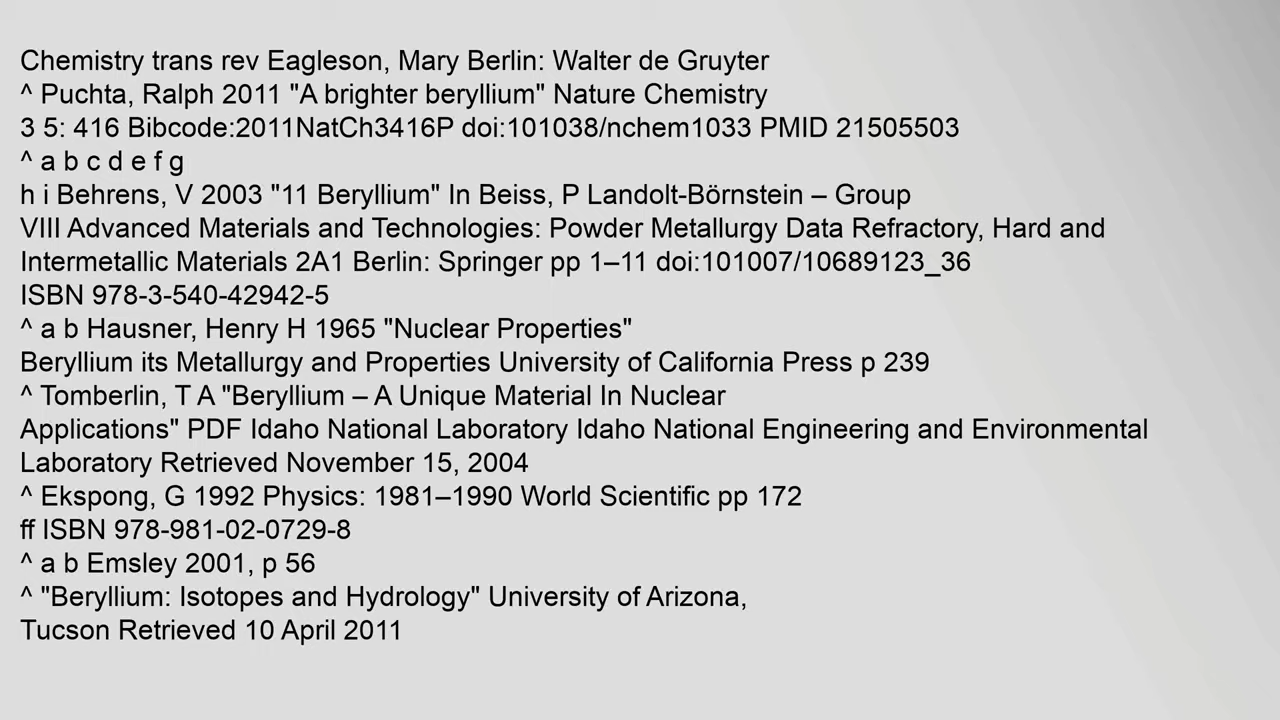 Chemistry trans rev Eagleson, Mary Berlin: Walter de Gruyter
^ Puchta, Ralph 2011 "A brighter beryllium" Nature Chemistry
3 5: 416 Bibcode:2011NatCh3416P doi:101038/nchem1033 PMID 21505503
^ a b c d e f g
h i Behrens, V 2003 "11 Beryllium" In Beiss, P Landolt-Börnstein – Group
VIII Advanced Materials and Technologies: Powder Metallurgy Data Refractory, Hard and
Intermetallic Materials 2A1 Berlin: Springer pp 1–11 doi:101007/10689123_36
ISBN 978-3-540-42942-5
^ a b Hausner, Henry H 1965 "Nuclear Properties"
Beryllium its Metallurgy and Properties University of California Press p 239
^ Tomberlin, T A "Beryllium – A Unique Material In Nuclear
Applications" PDF Idaho National Laboratory Idaho National Engineering and Environmental
Laboratory Retrieved November 15, 2004
^ Ekspong, G 1992 Physics: 1981–1990 World Scientific pp 172
ff ISBN 978-981-02-0729-8
^ a b Emsley 2001, p 56
^ "Beryllium: Isotopes and Hydrology" University of Arizona,
Tucson Retrieved 10 April 2011